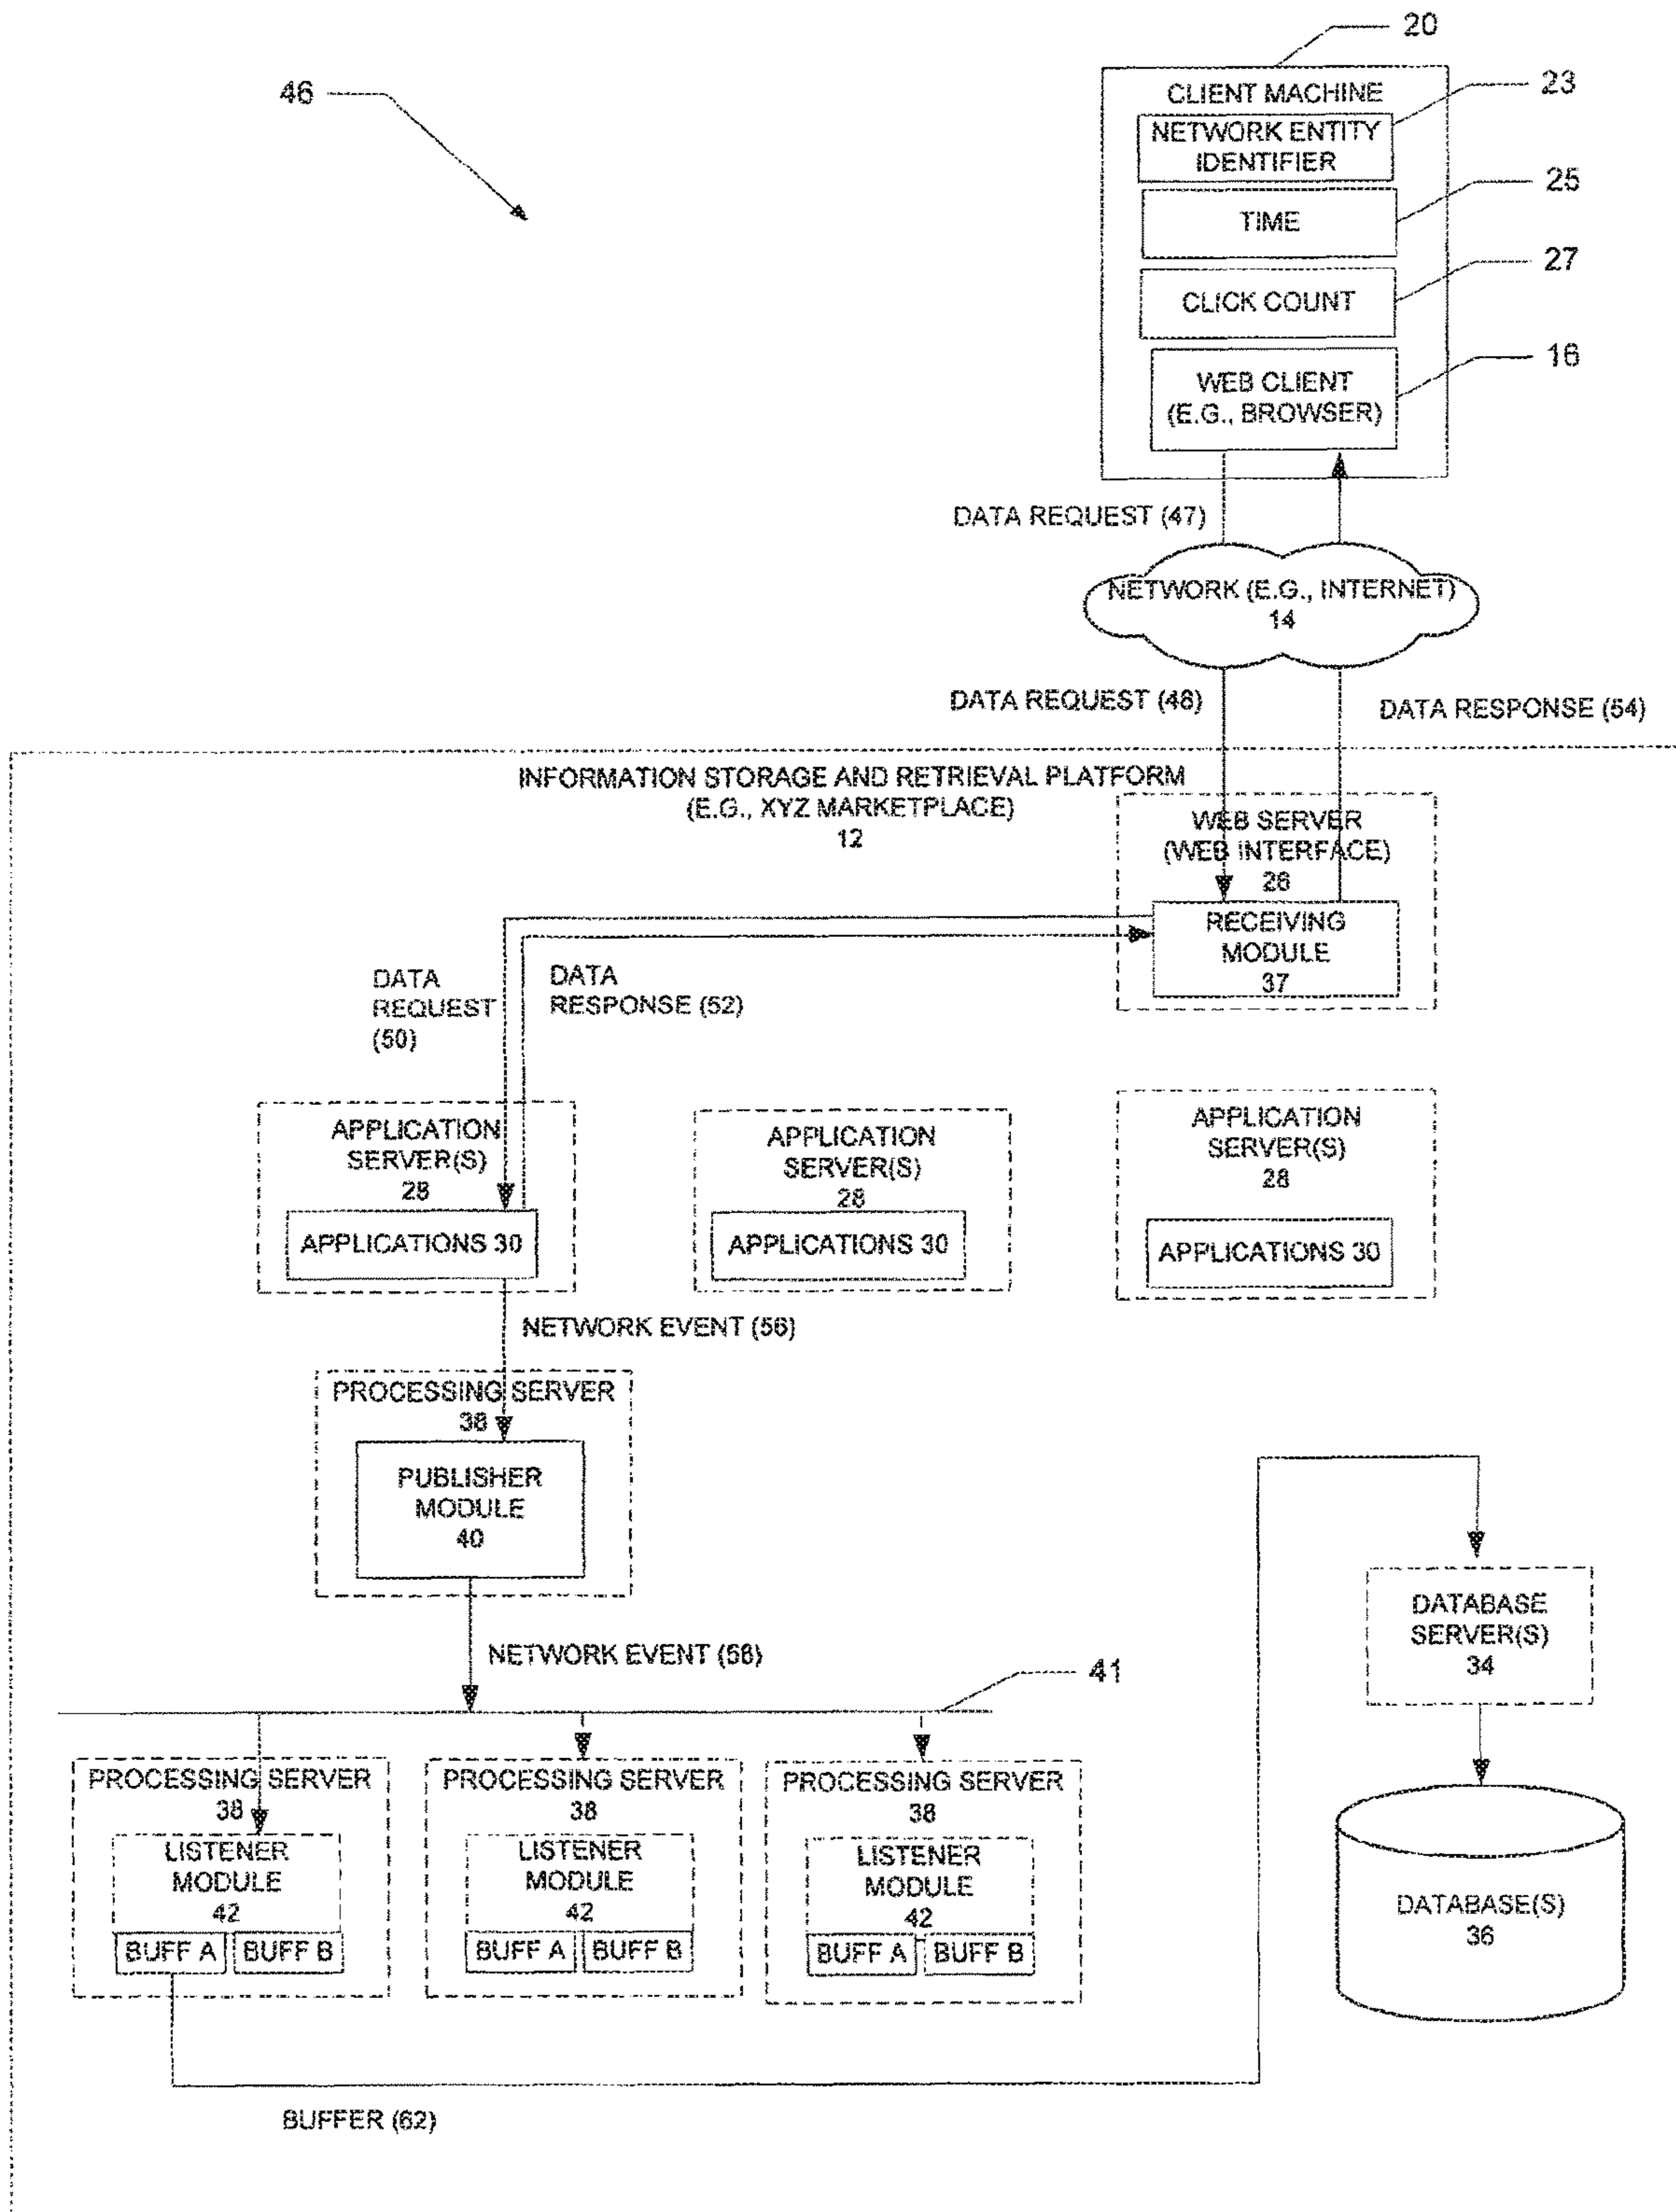 46
20
CLIENT MACHINE
23
NETWORK ENTITY
IDENTIFIER
25
TIME
27
CLICK COUNT
16
WEB CLIENT
(E.G., BROWSER)
DATA REQUEST (47)
NETWORK (E.G., INTERNET)
14
DATA REQUEST (48)
DATA RESPONSE (54)
INFORMATION STORAGE AND RETRIEVAL PLATFORM
(E.G., XYZ MARKETPLACE)
12
WEB SERVER
(WEB INTERFACE)
26
RECEIVING
MODULE
37
DATA
REQUEST
(50)
DATA
RESPONSE (52)
APPLICATION
SERVER(S)
28
APPLICATIONS 30
APPLICATION
SERVER(S)
28
APPLICATIONS 30
APPLICATION
SERVER(S)
28
APPLICATIONS 30
NETWORK EVENT (56)
PROCESSING SERVER
38
PUBLISHER
MODULE
40
NETWORK EVENT (58)
41
DATABASE
SERVER(S)
34
PROCESSING SERVER
38
LISTENER
MODULE
42
BUFF A
BUFF B
PROCESSING SERVER
38
LISTENER
MODULE
42
BUFF A
BUFF B
PROCESSING SERVER
38
LISTENER
MODULE
42
BUFF A
BUFF B
DATABASE(S)
36
BUFFER (62)